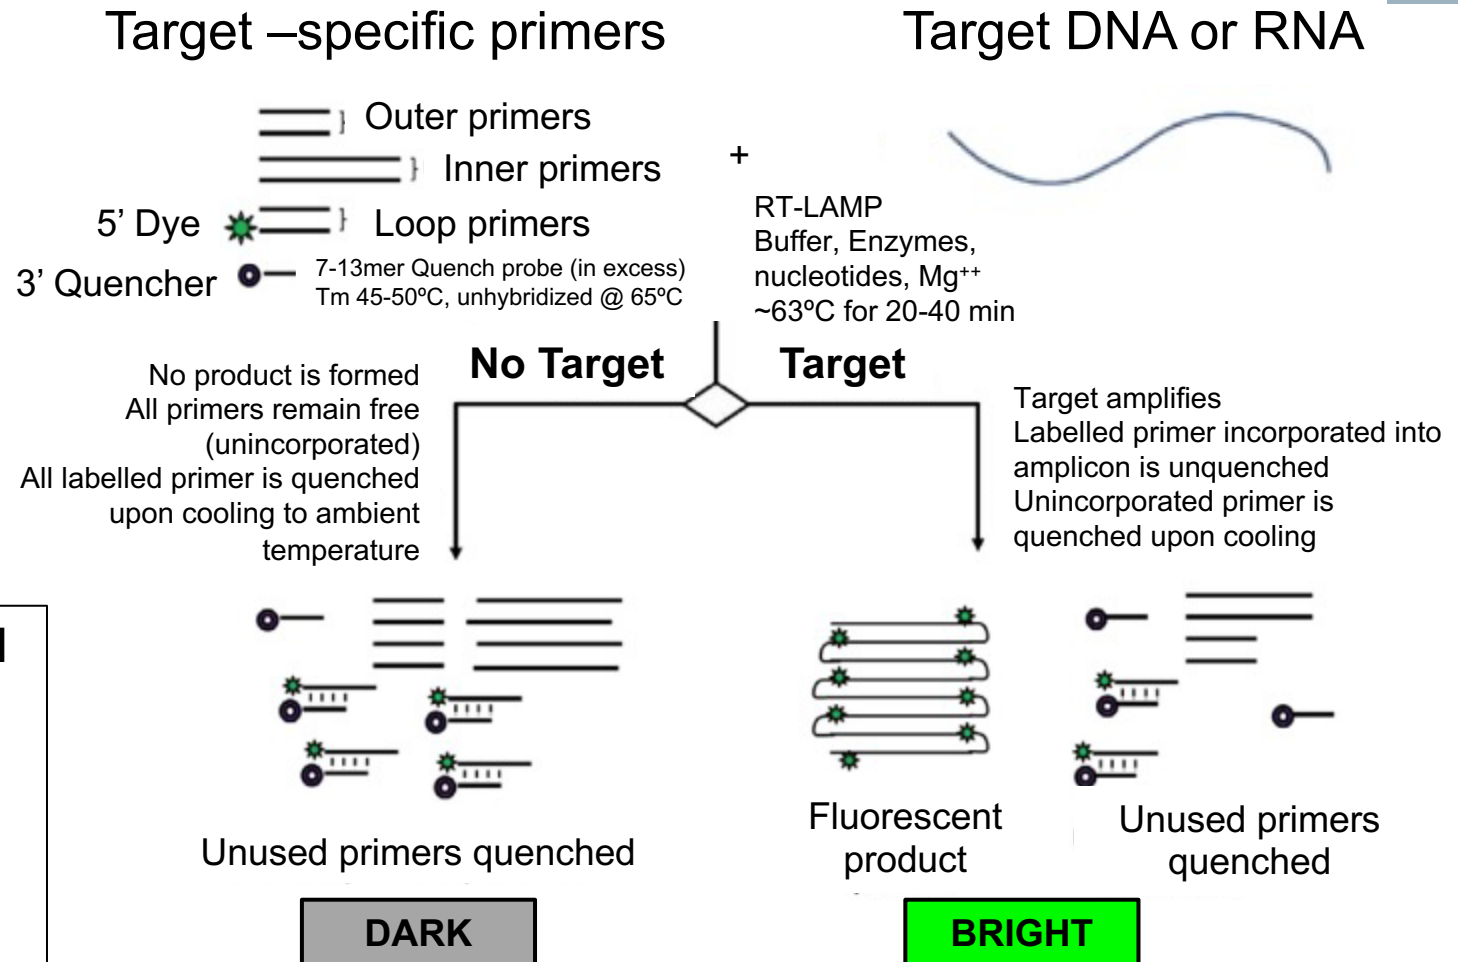 Target –specific primers
Target DNA or RNA
Outer primers
Inner primers
5’ Dye
Loop primers
3’ Quencher
7-13mer Quench probe (in excess)
Tm 45-50ºC, unhybridized @ 65ºC
+
RT-LAMP
Buffer, Enzymes,
nucleotides, Mg⁺⁺
~63ºC for 20-40 min
No Target
Target
No product is formed
All primers remain free
(unincorporated)
All labelled primer is quenched
upon cooling to ambient
temperature
Target amplifies
Labelled primer incorporated into
amplicon is unquenched
Unincorporated primer is
quenched upon cooling
Unused primers quenched
DARK
Fluorescent
product
Unused primers
quenched
BRIGHT